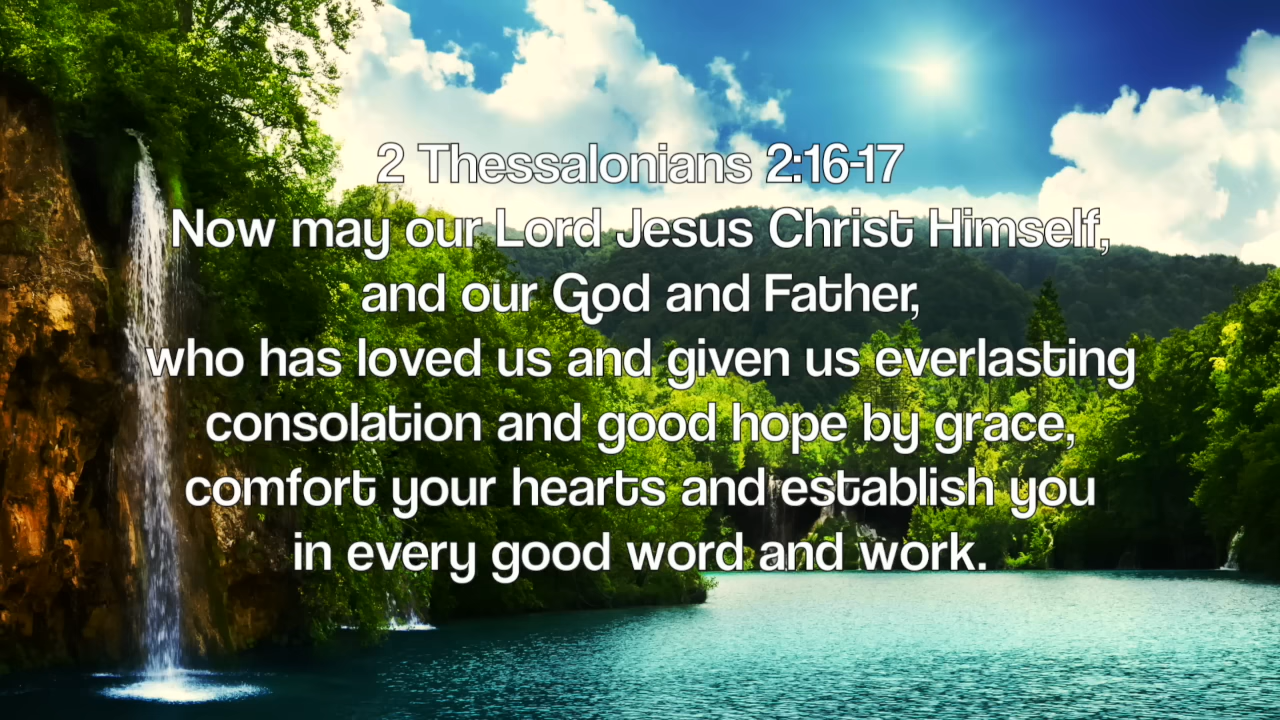 2 Thessalonians 2:16-17
Now may our Lord Jesus Christ Himself,
and our God and Father,
who has loved us and given us everlasting
consolation and good hope by grace,
comfort your hearts and establish you
in every good word and work.